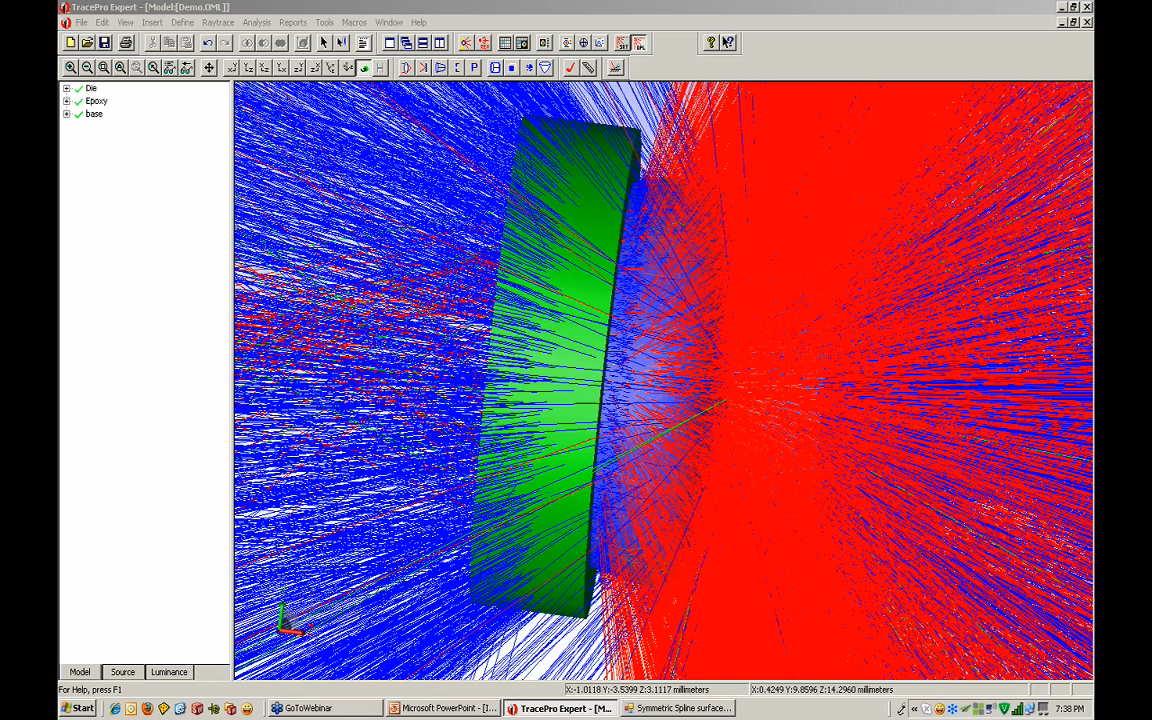 TracePro Expert - [Model:[Demo.OML]]
File Edit View Insert Define Raytrace Analysis Reports Tools Macros Window Help
Die
Epoxy
base
Model Source Luminance
For Help, press F1
X:-1.0118 Y:-3.5399 Z:3.1117 millimeters
X:0.4249 Y:9.8596 Z:14.2960 millimeters
Start
GoToWebinar
Microsoft PowerPoint - [1...
TracePro Expert - [M...
Symmetric Spline surface...
7:38 PM